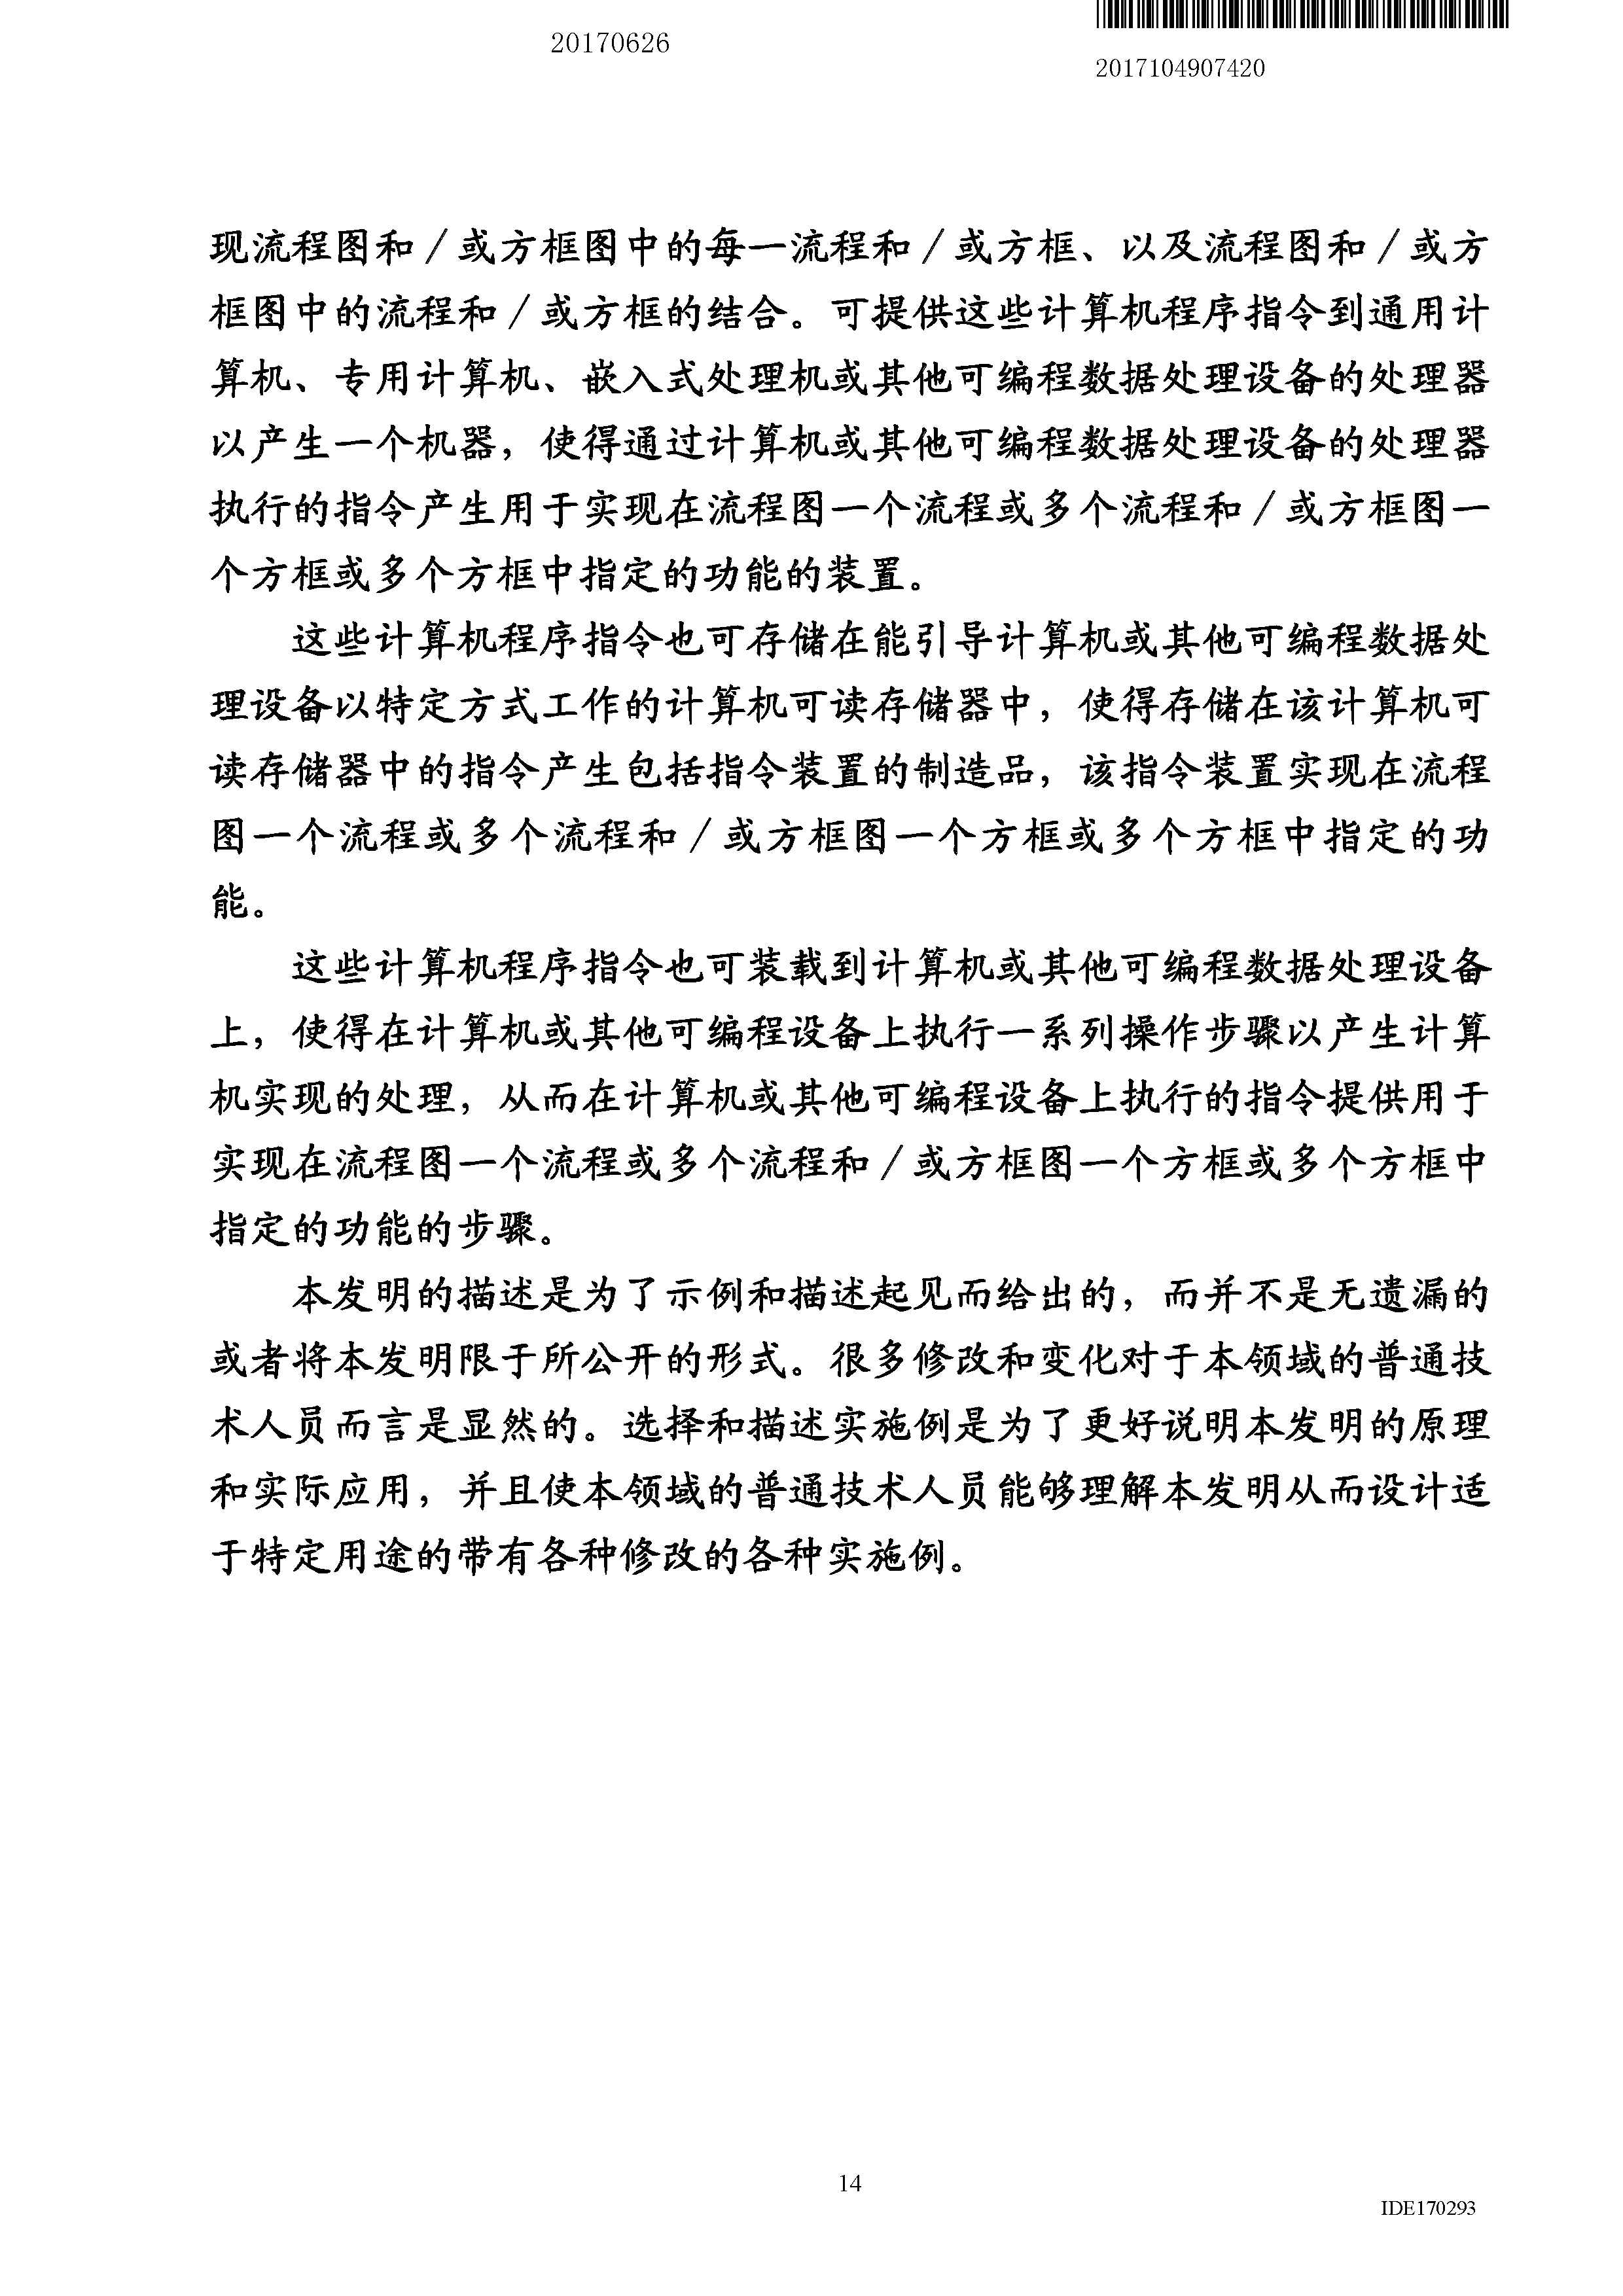 20170626
2017104907420
现流程图和／或方框图中的每一流程和／或方框、以及流程图和／或方
框图中的流程和／或方框的结合。可提供这些计算机程序指令到通用计
算机、专用计算机、嵌入式处理机或其他可编程数据处理设备的处理器
以产生一个机器，使得通过计算机或其他可编程数据处理设备的处理器
执行的指令产生用于实现在流程图一个流程或多个流程和／或方框图一
个方框或多个方框中指定的功能的装置。
这些计算机程序指令也可存储在能引导计算机或其他可编程数据处
理设备以特定方式工作的计算机可读存储器中，使得存储在该计算机可
读存储器中的指令产生包括指令装置的制造品，该指令装置实现在流程
图一个流程或多个流程和／或方框图一个方框或多个方框中指定的功
能。
这些计算机程序指令也可装载到计算机或其他可编程数据处理设备
上，使得在计算机或其他可编程设备上执行一系列操作步骤以产生计算
机实现的处理，从而在计算机或其他可编程设备上执行的指令提供用于
实现在流程图一个流程或多个流程和／或方框图一个方框或多个方框中
指定的功能的步骤。
本发明的描述是为了示例和描述起见而给出的，而并不是无遗漏的
或者将本发明限于所公开的形式。很多修改和变化对于本领域的普通技
术人员而言是显然的。选择和描述实施例是为了更好说明本发明的原理
和实际应用，并且使本领域的普通技术人员能够理解本发明从而设计适
于特定用途的带有各种修改的各种实施例。
14
IDE170293